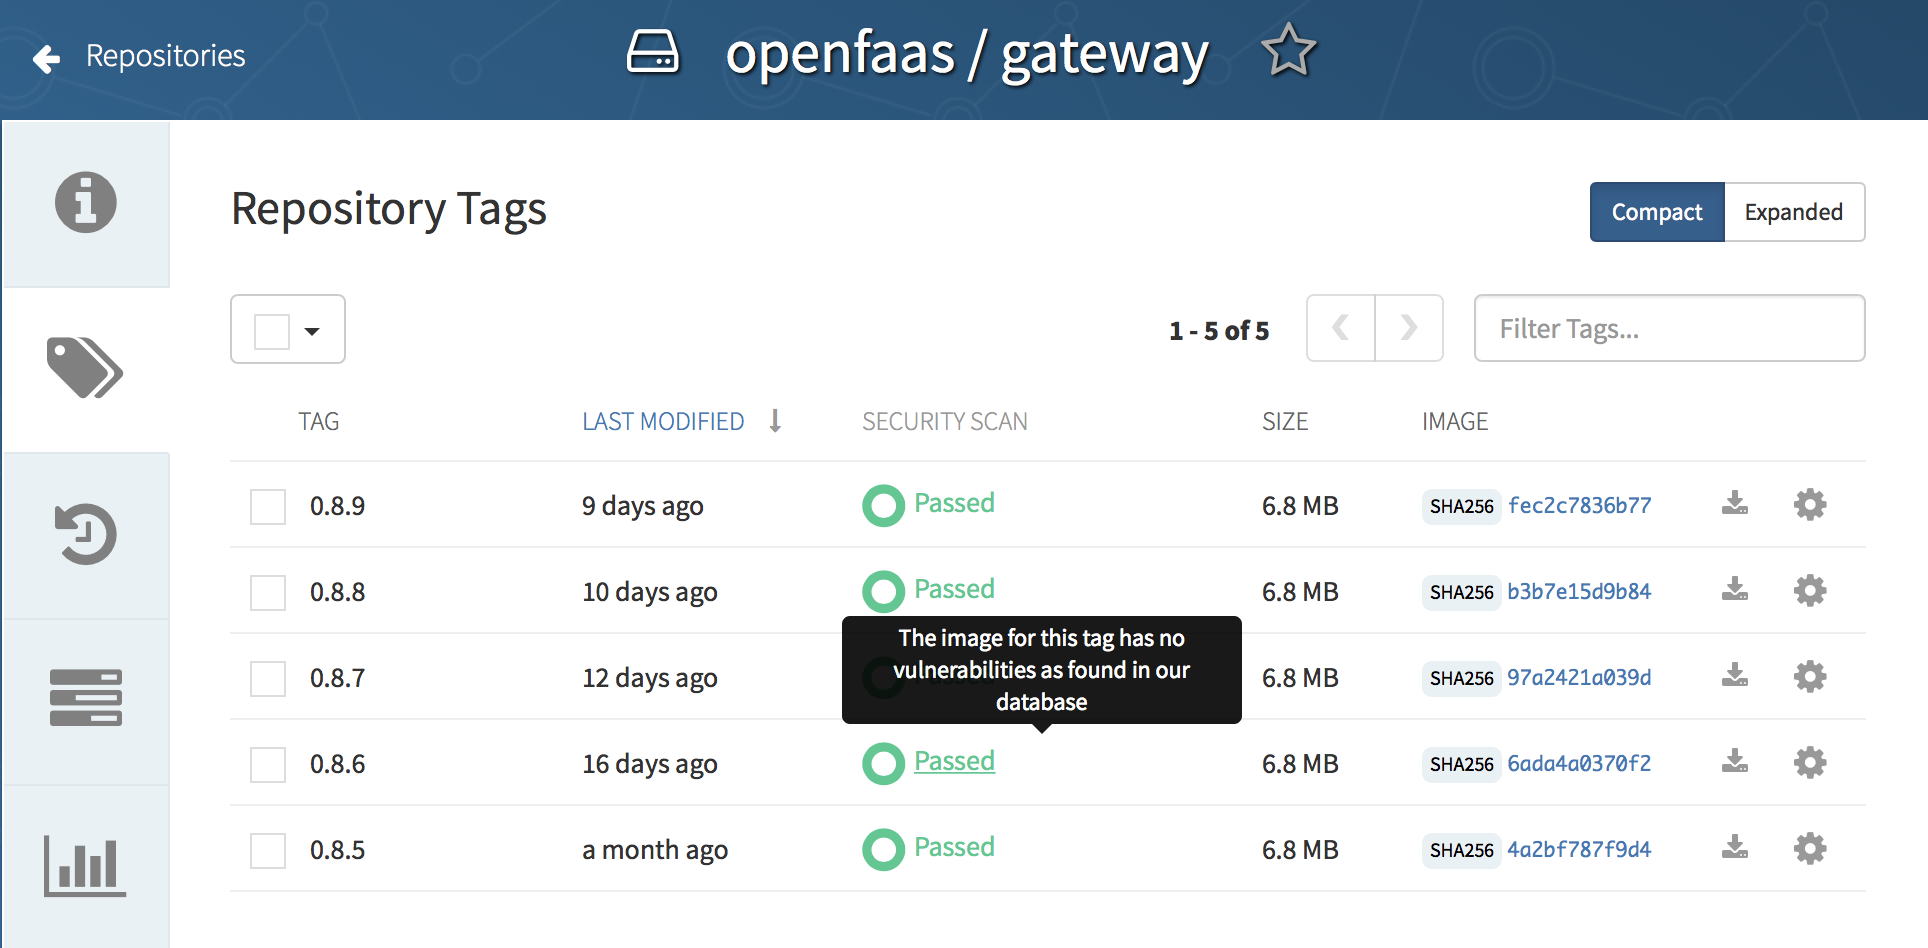 Repositories
openfaas / gateway
Repository Tags
Compact Expanded
1 - 5 of 5
Filter Tags...
TAG LAST MODIFIED SECURITY SCAN SIZE IMAGE
0.8.9 9 days ago Passed 6.8 MB SHA256 fec2c7836b77
0.8.8 10 days ago Passed 6.8 MB SHA256 b3b7e15d9b84
The image for this tag has no
vulnerabilities as found in our
database
0.8.7 12 days ago 6.8 MB SHA256 97a2421a039d
0.8.6 16 days ago Passed 6.8 MB SHA256 6ada4a0370f2
0.8.5 a month ago Passed 6.8 MB SHA256 4a2bf787f9d4